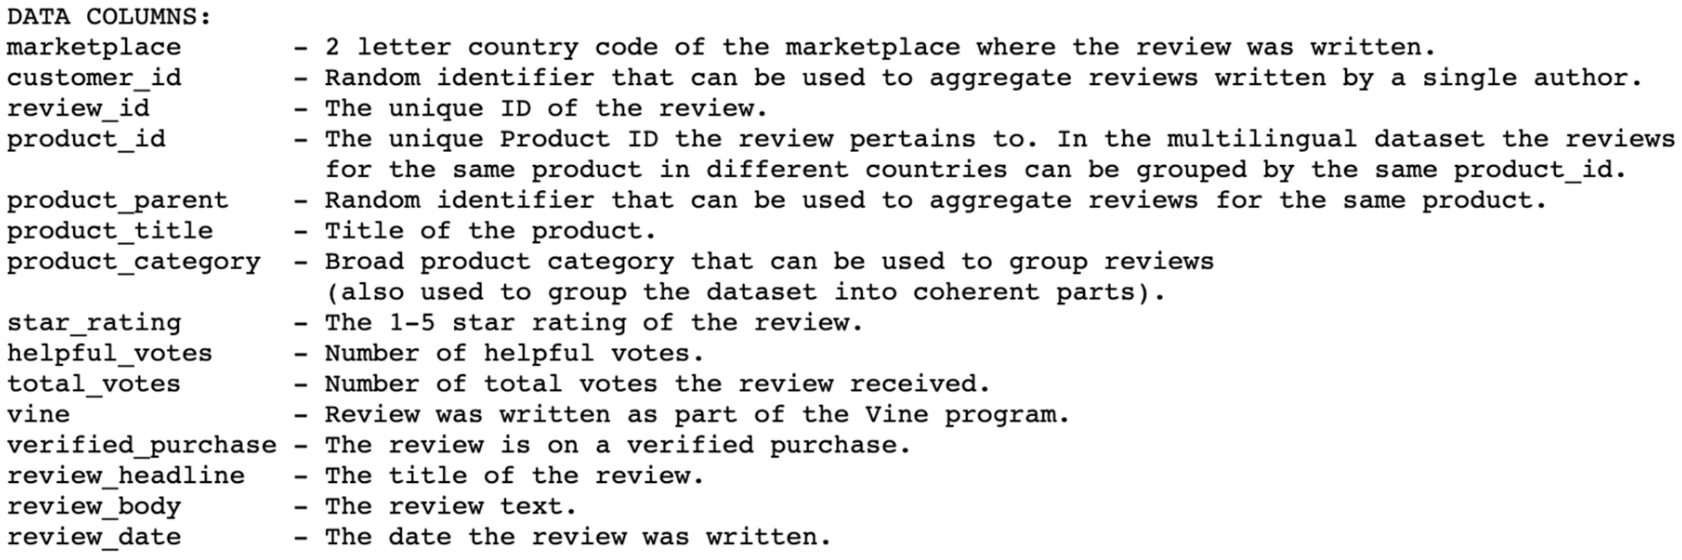 DATA COLUMNS:
marketplace - 2 letter country code of the marketplace where the review was written.
customer_id - Random identifier that can be used to aggregate reviews written by a single author.
review_id - The unique ID of the review.
product_id - The unique Product ID the review pertains to. In the multilingual dataset the reviews
for the same product in different countries can be grouped by the same product_id.
product_parent - Random identifier that can be used to aggregate reviews for the same product.
product_title - Title of the product.
product_category - Broad product category that can be used to group reviews
(also used to group the dataset into coherent parts).
star_rating - The 1-5 star rating of the review.
helpful_votes - Number of helpful votes.
total_votes - Number of total votes the review received.
vine - Review was written as part of the Vine program.
verified_purchase - The review is on a verified purchase.
review_headline - The title of the review.
review_body - The review text.
review_date - The date the review was written.